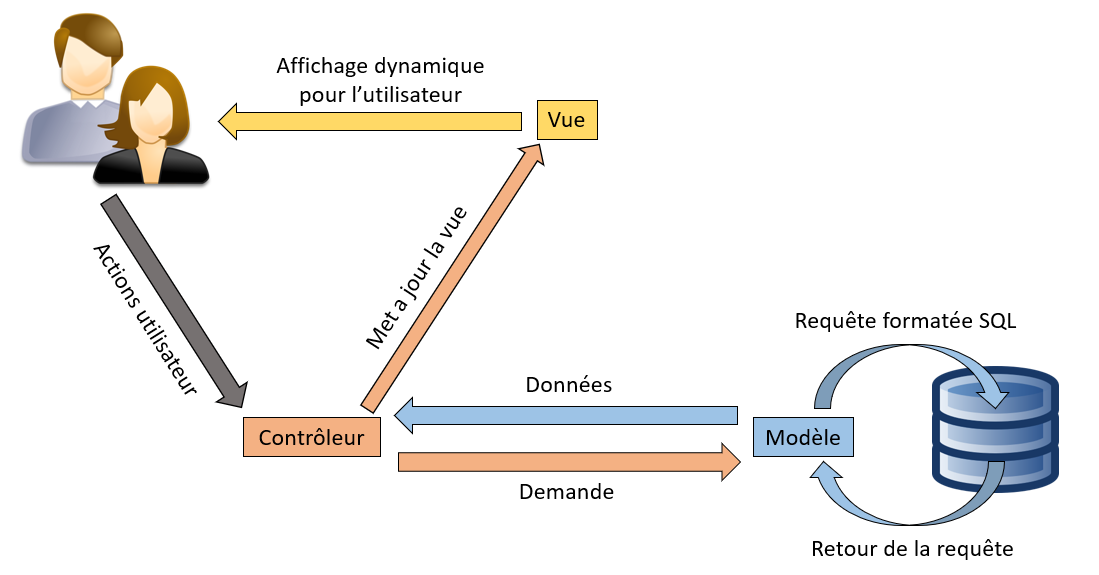 Affichage dynamique
pour l’utilisateur
Vue
Actions utilisateur
Met a jour la vue
Requête formatée SQL
Données
Contrôleur
Modèle
Demande
Retour de la requête